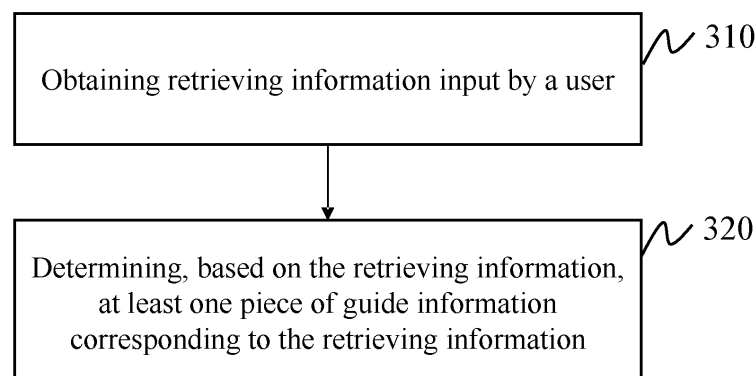 310
Obtaining retrieving information input by a user
320
Determining, based on the retrieving information,
at least one piece of guide information
corresponding to the retrieving information